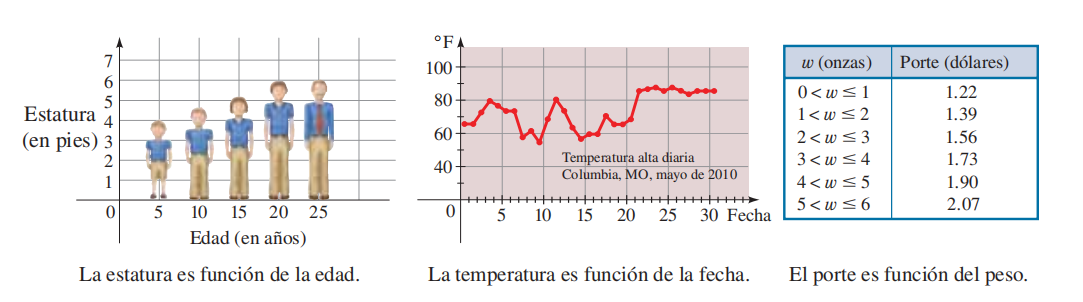 7
6
5
4
3
2
1
0
Estatura
(en pies)
5 10 15 20 25
Edad (en años)
La estatura es función de la edad.
°F
100
80
60
40
0
Temperatura alta diaria
Columbia, MO, mayo de 2010
5 10 15 20 25 30 Fecha
La temperatura es función de la fecha.
w (onzas) Porte (dólares)
0 < w ≤ 1 1.22
1 < w ≤ 2 1.39
2 < w ≤ 3 1.56
3 < w ≤ 4 1.73
4 < w ≤ 5 1.90
5 < w ≤ 6 2.07
El porte es función del peso.